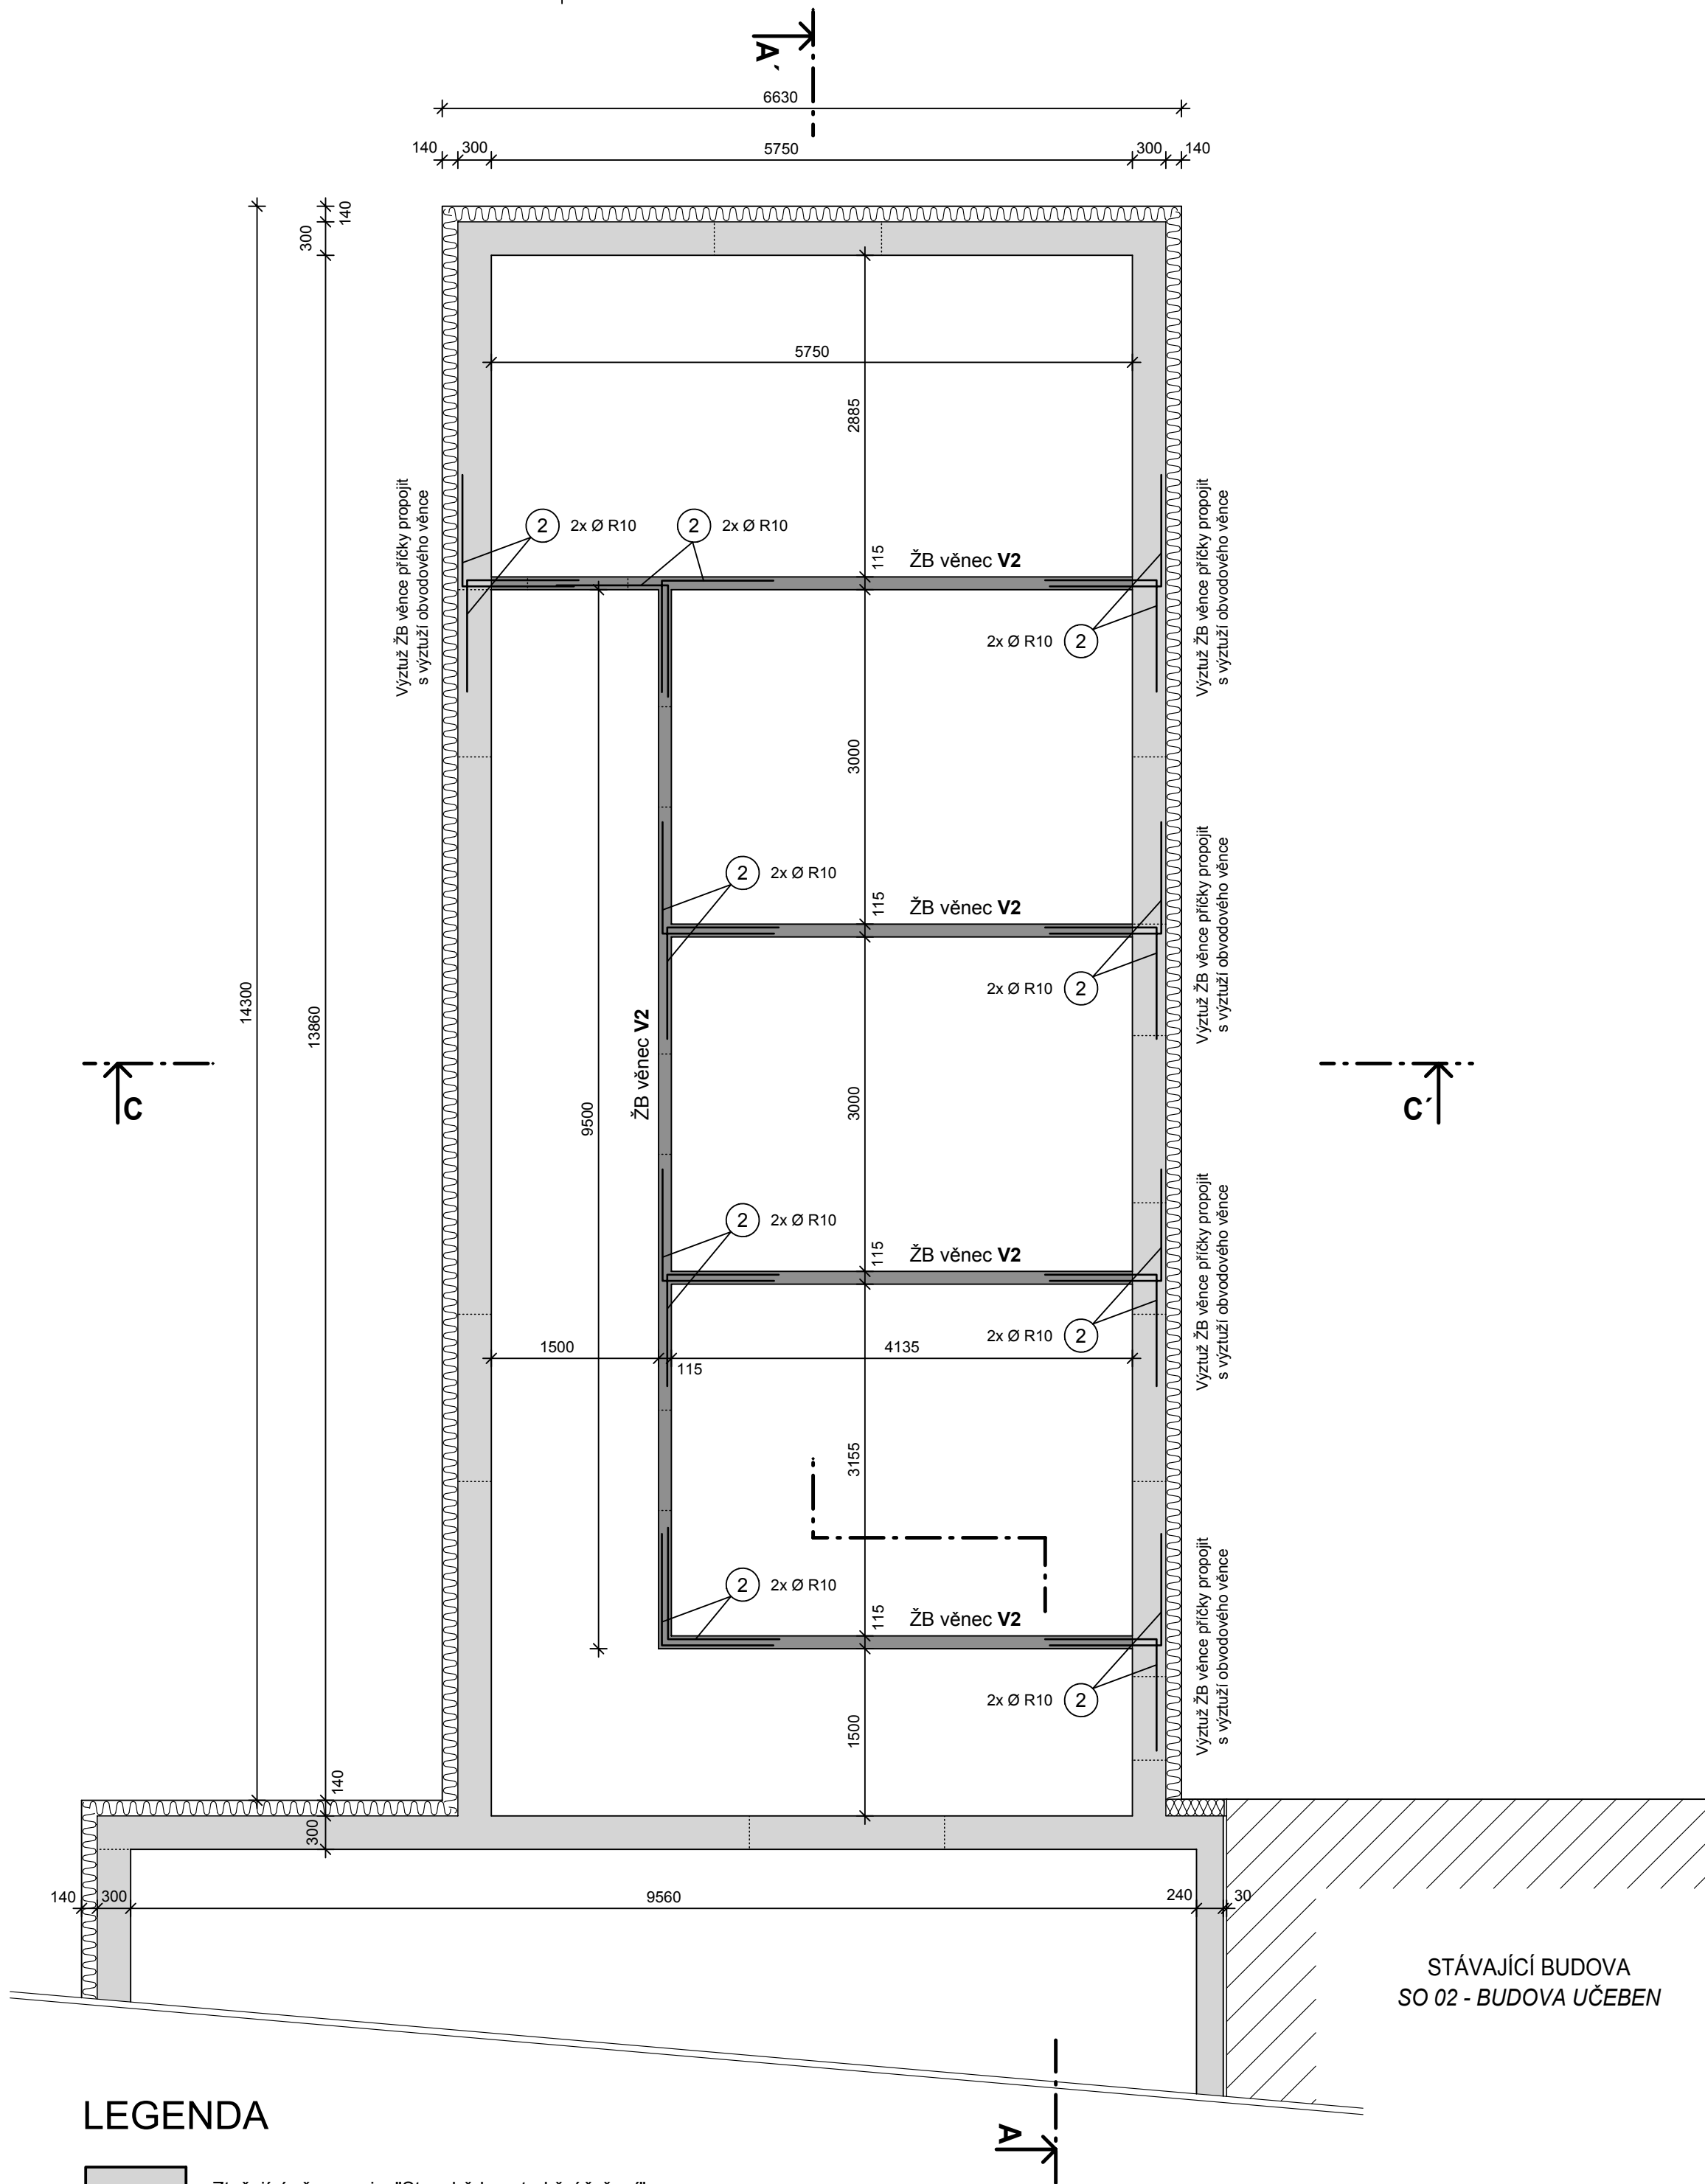 A´
6630
140 300 5750 300 140
140
300
5750
2885
Výztuž ŽB věnce příčky propojit
s výztuží obvodového věnce
2 2x Ø R10
2 2x Ø R10
115
ŽB věnec V2
2x Ø R10 2
Výztuž ŽB věnce příčky propojit
s výztuží obvodového věnce
3000
2 2x Ø R10
115
ŽB věnec V2
2x Ø R10 2
Výztuž ŽB věnce příčky propojit
s výztuží obvodového věnce
14300
13860
C
C´
9500
ŽB věnec V2
3000
2 2x Ø R10
115
ŽB věnec V2
2x Ø R10 2
Výztuž ŽB věnce příčky propojit
s výztuží obvodového věnce
1500
115
4135
3155
2 2x Ø R10
115
ŽB věnec V2
2x Ø R10 2
Výztuž ŽB věnce příčky propojit
s výztuží obvodového věnce
1500
140
300
140 300 9560 240 30
STÁVAJÍCÍ BUDOVA
SO 02 - BUDOVA UČEBEN
LEGENDA
A